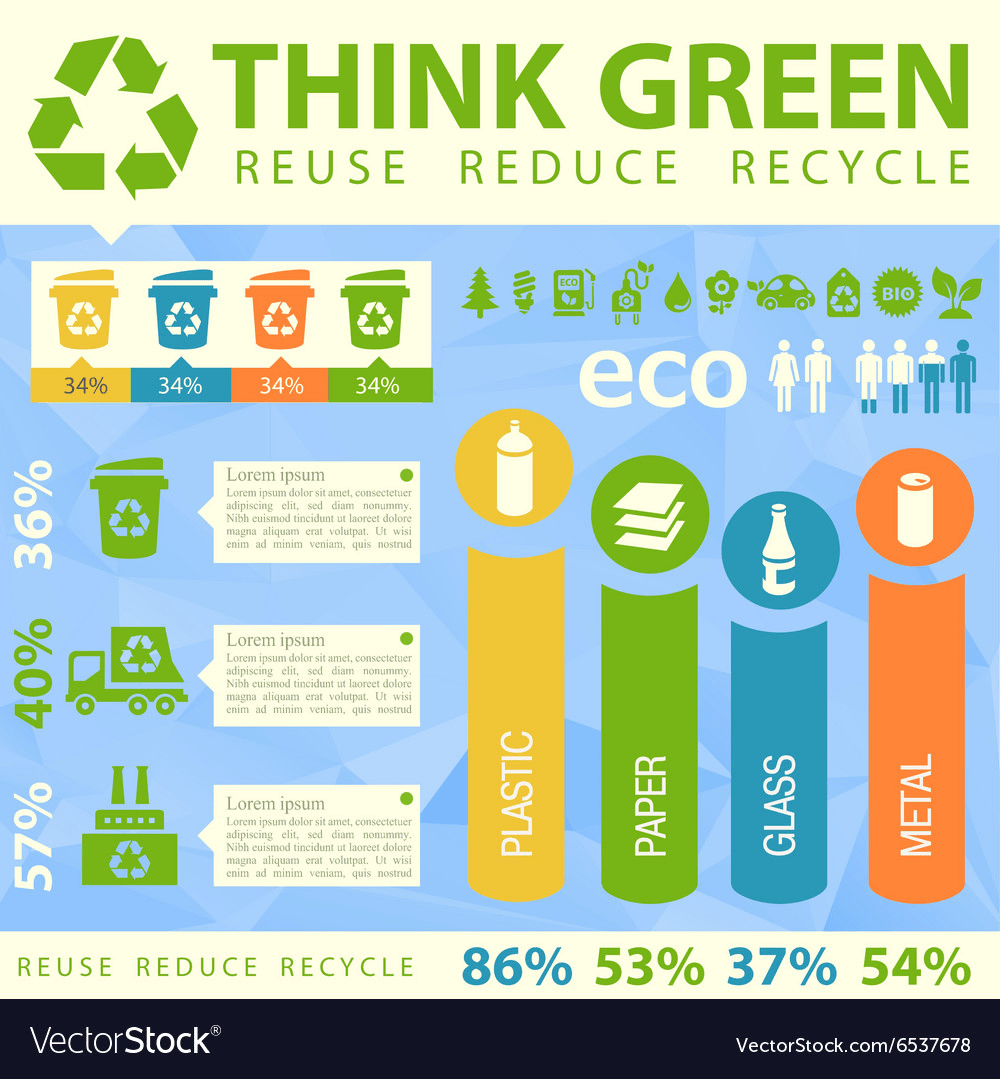 THINK GREEN
REUSE REDUCE RECYCLE
34% 34% 34% 34%
ECO
BIO
eco
36%
Lorem ipsum
Lorem ipsum dolor sit amet, consectetuer
adipiscing elit, sed diam nonummy.
Nibh euismod tincidunt ut laoreet dolore
magna aliquam erat volutpat. Ut wisi
enim ad minim veniam, quis nostrud
40%
Lorem ipsum
Lorem ipsum dolor sit amet, consectetuer
adipiscing elit, sed diam nonummy.
Nibh euismod tincidunt ut laoreet dolore
magna aliquam erat volutpat. Ut wisi
enim ad minim veniam, quis nostrud
57%
Lorem ipsum
Lorem ipsum dolor sit amet, consectetuer
adipiscing elit, sed diam nonummy.
Nibh euismod tincidunt ut laoreet dolore
magna aliquam erat volutpat. Ut wisi
enim ad minim veniam, quis nostrud
PLASTIC
PAPER
GLASS
METAL
REUSE REDUCE RECYCLE
86% 53% 37% 54%
VectorStock®
VectorStock.com/6537678